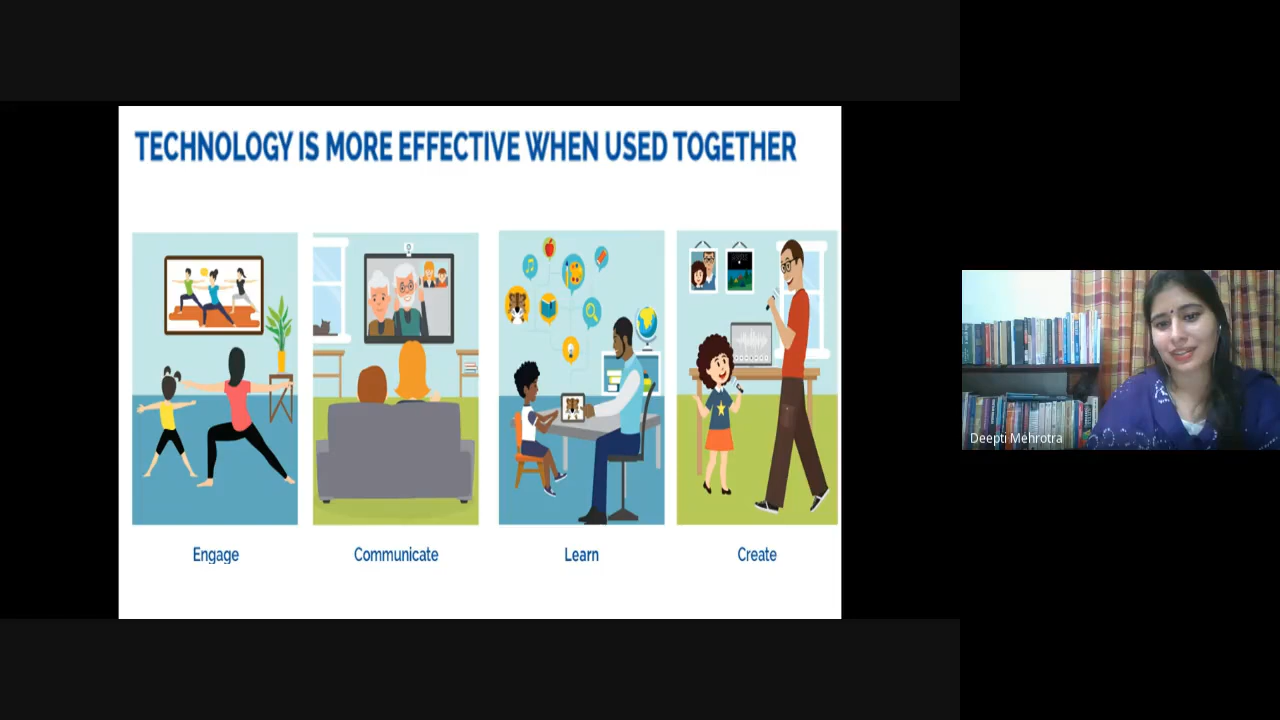 TECHNOLOGY IS MORE EFFECTIVE WHEN USED TOGETHER
Engage
Communicate
Learn
Create
Deepti Mehrotra